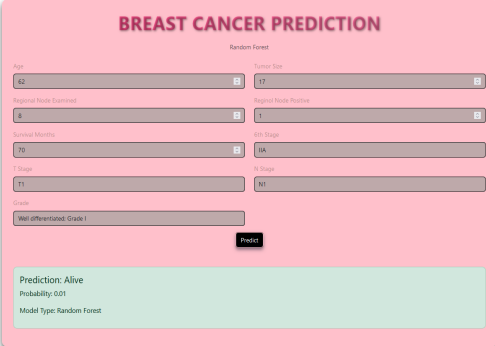 BREAST CANCER PREDICTION
Random Forest
Age
Tumor Size
62
17
Regional Node Examined
Reginol Node Positive
8
1
Survival Months
6th Stage
70
IIA
T Stage
N Stage
T1
N1
Grade
Well differentiated: Grade I
Predict
Prediction: Alive
Probability: 0.01
Model Type: Random Forest